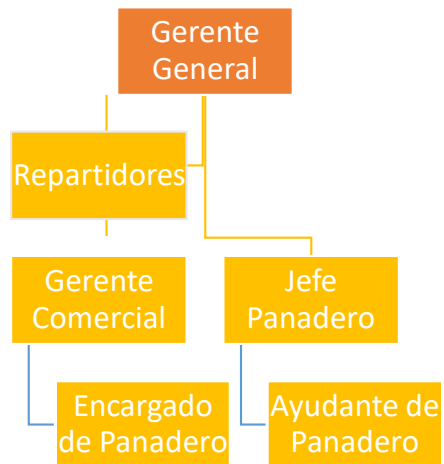 Gerente
General
Repartidores
Gerente
Comercial
Jefe
Panadero
Encargado
de Panadero
Ayudante de
Panadero